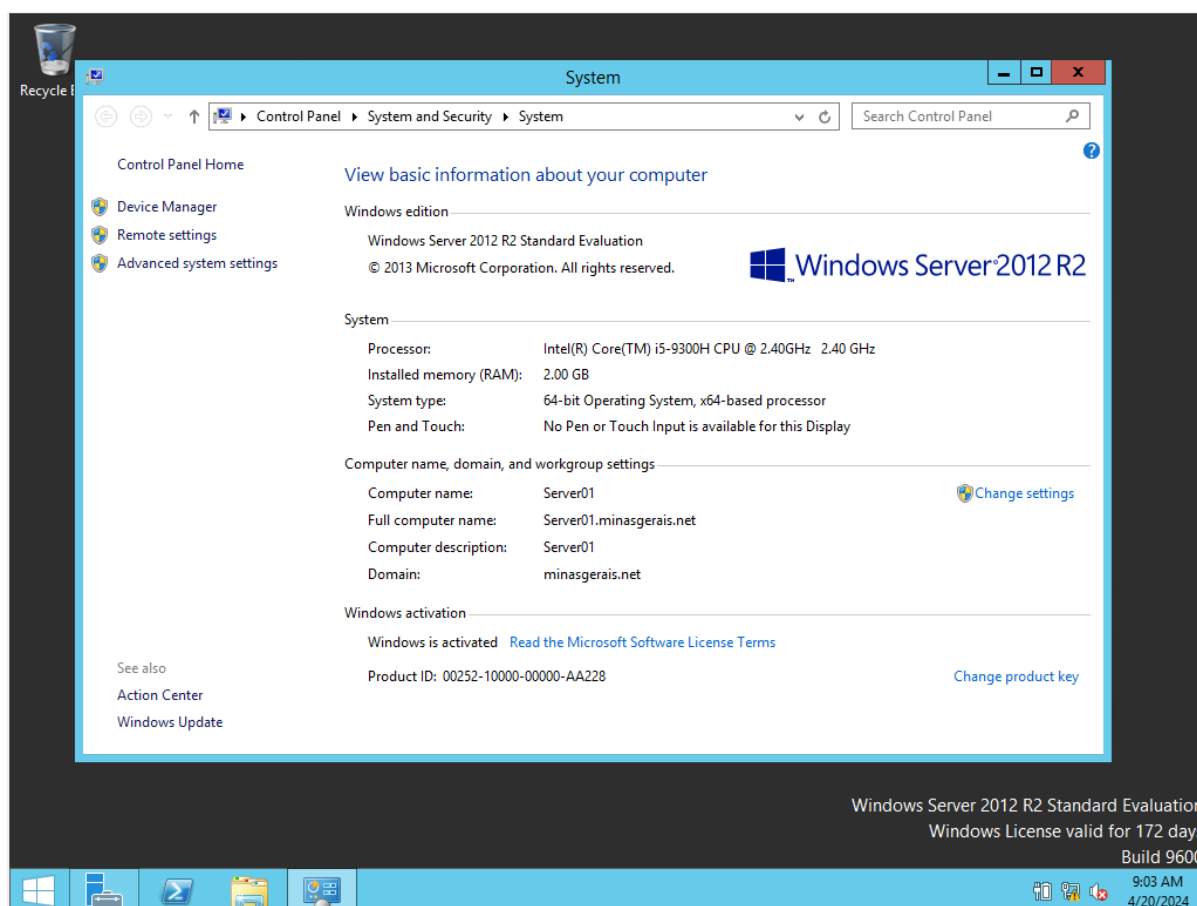 Recycle B
System
Control Panel System and Security System
Search Control Panel
Control Panel Home
Device Manager
Remote settings
Advanced system settings
See also
Action Center
Windows Update
View basic information about your computer
Windows edition
Windows Server 2012 R2 Standard Evaluation
© 2013 Microsoft Corporation. All rights reserved.
Windows Server 2012 R2
System
Processor: Intel(R) Core(TM) i5-9300H CPU @ 2.40GHz 2.40 GHz
Installed memory (RAM): 2.00 GB
System type: 64-bit Operating System, x64-based processor
Pen and Touch: No Pen or Touch Input is available for this Display
Computer name, domain, and workgroup settings
Computer name: Server01
Change settings
Full computer name: Server01.minasgerais.net
Computer description: Server01
Domain: minasgerais.net
Windows activation
Windows is activated Read the Microsoft Software License Terms
Product ID: 00252-10000-00000-AA228
Change product key
Windows Server 2012 R2 Standard Evaluation
Windows License valid for 172 day
Build 9600
9:03 AM
4/20/2024